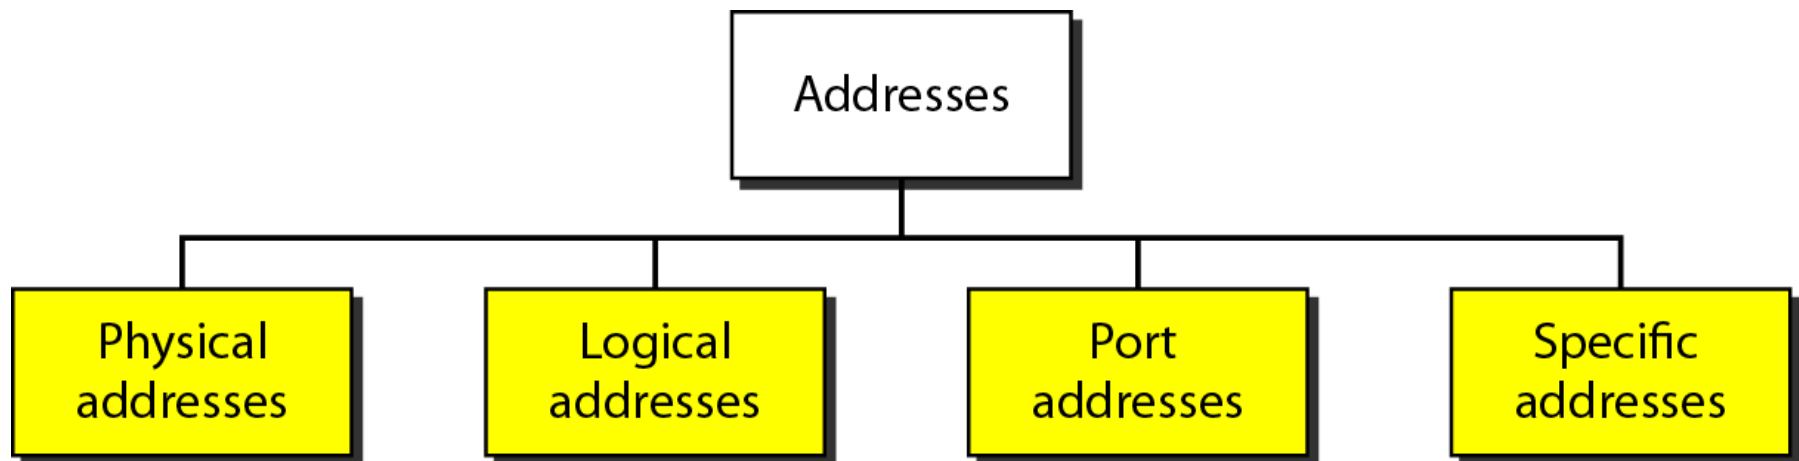 Addresses
Physical
addresses
Logical
addresses
Port
addresses
Specific
addresses